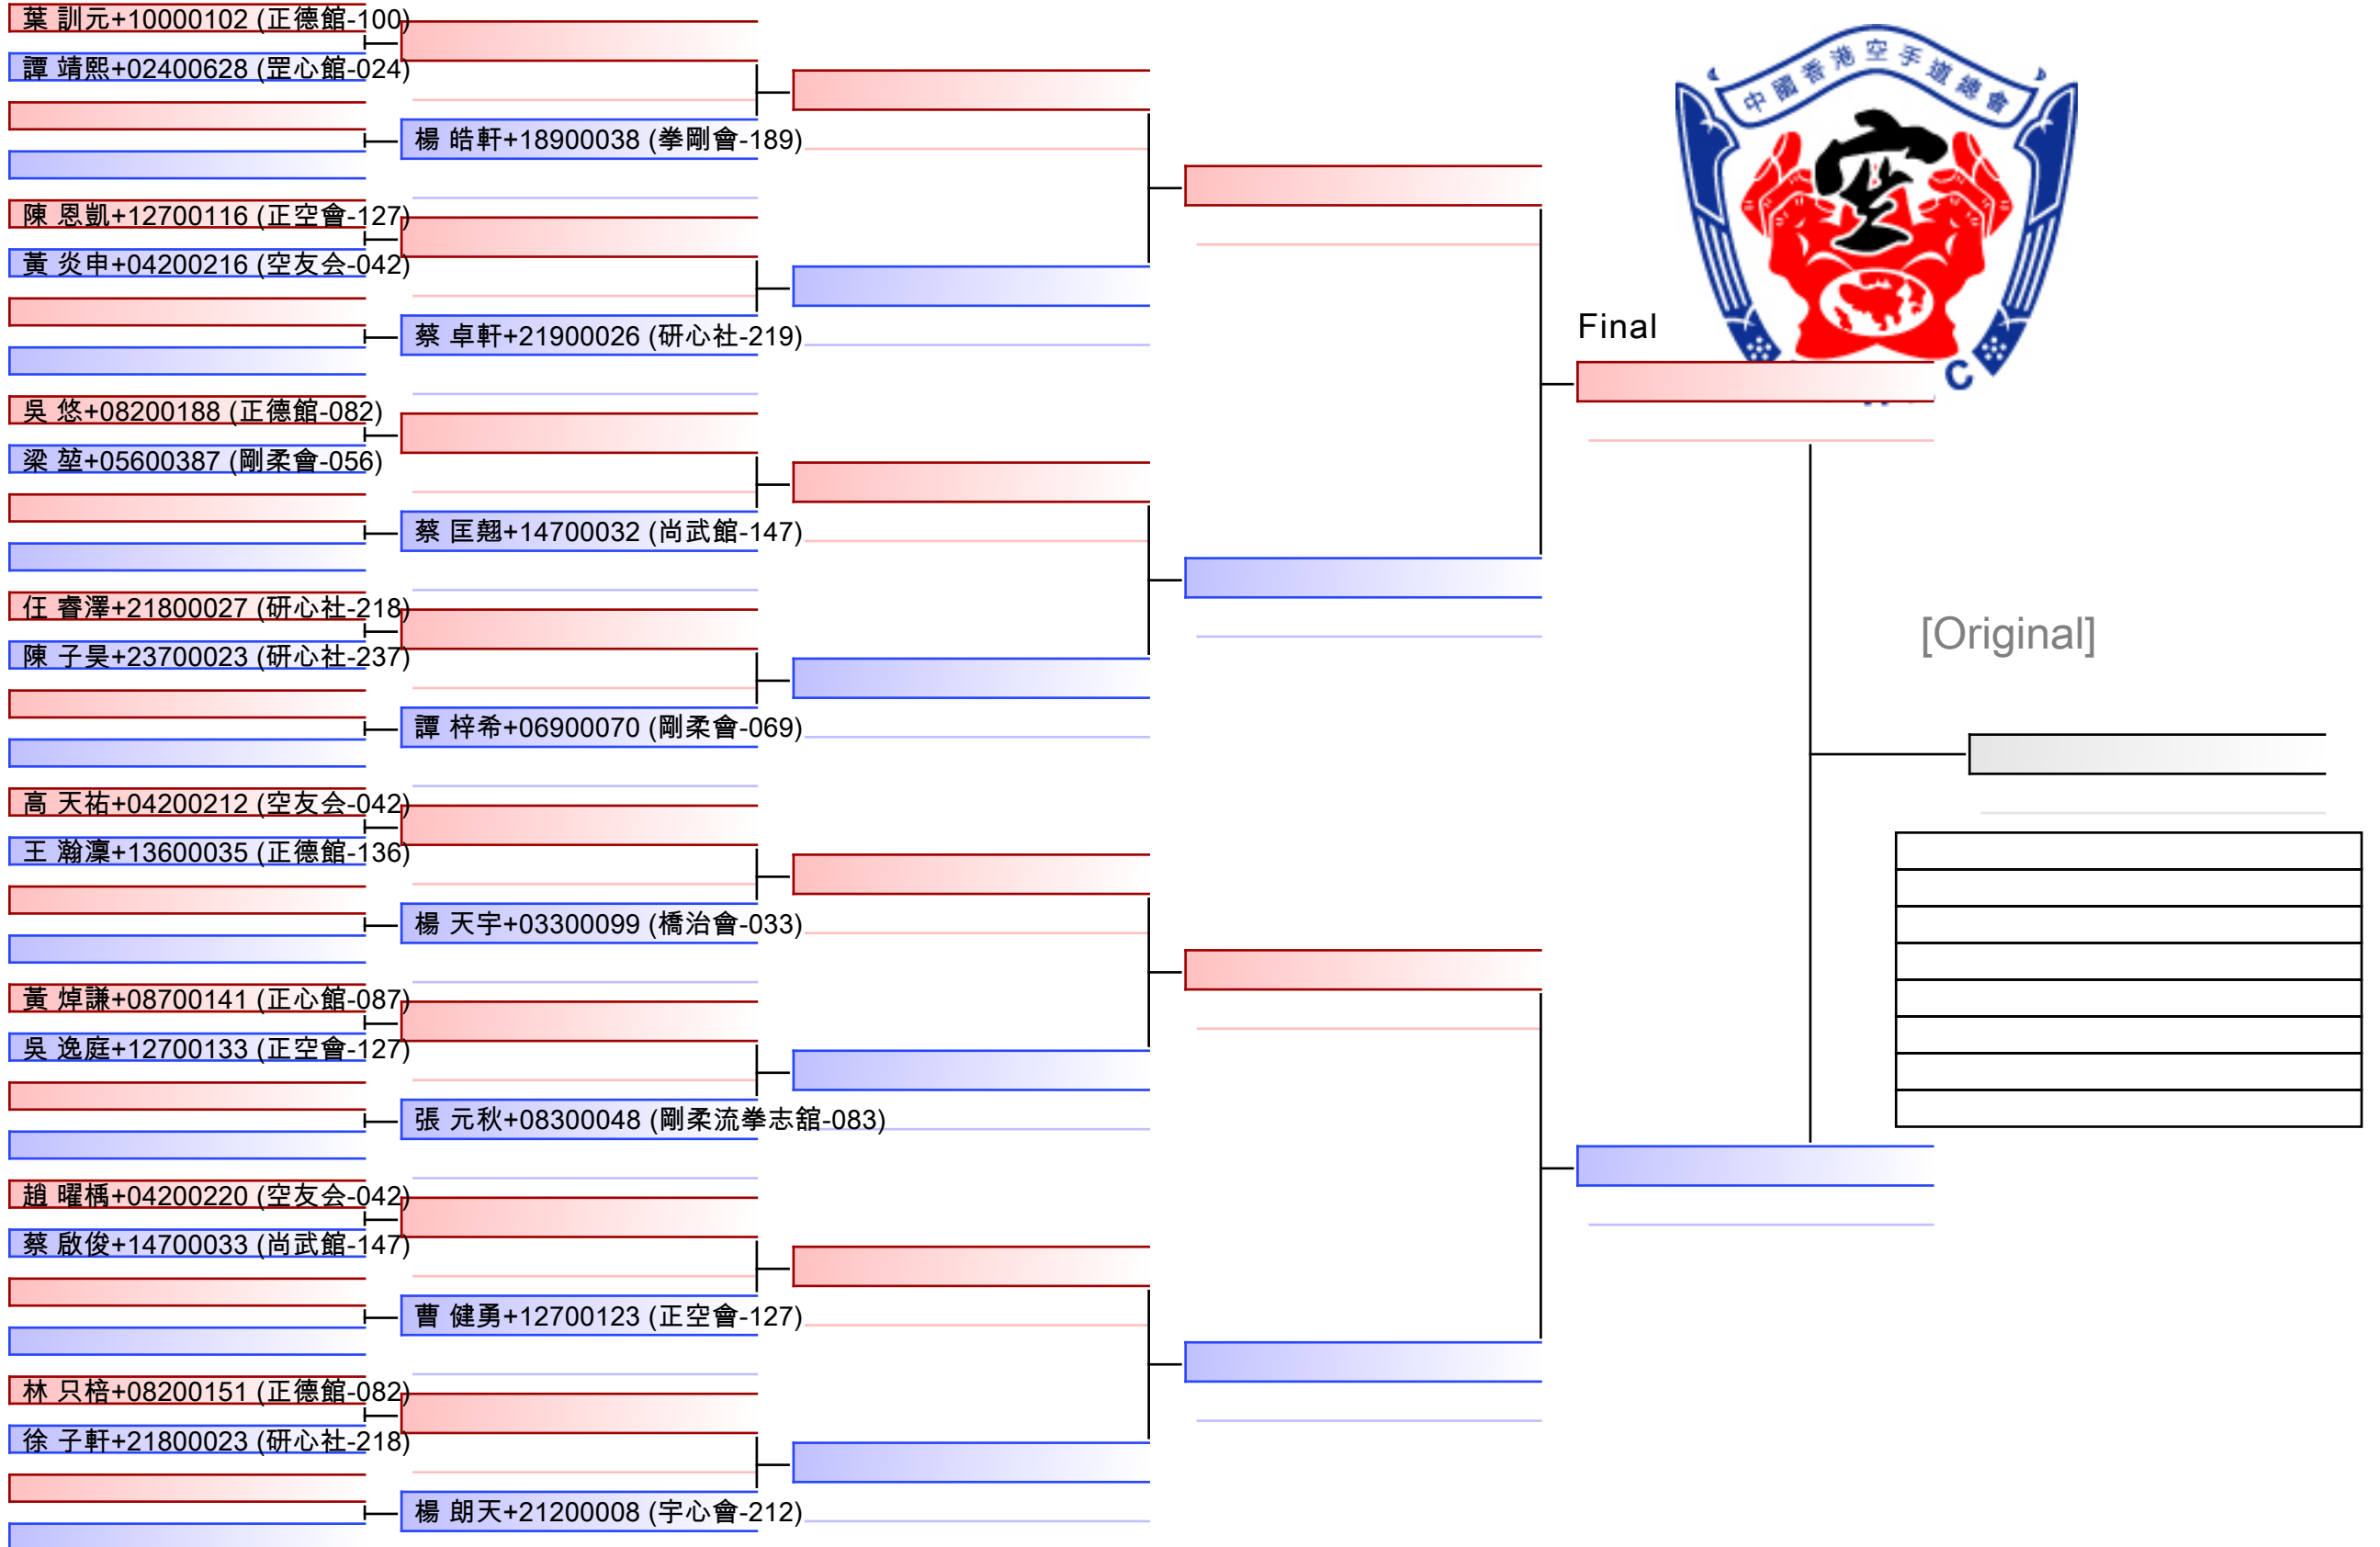 葉 訓元+10000102 (正德館-100)
譚 靖熙+02400628 (罡心館-024)
楊 皓軒+18900038 (拳剛會-189)
陳 恩凱+12700116 (正空會-127)
黃 炎申+04200216 (空友会-042)
蔡 卓軒+21900026 (研心社-219)
吳 悠+08200188 (正德館-082)
梁 堃+05600387 (剛柔會-056)
蔡 匡翹+14700032 (尚武館-147)
任 睿澤+21800027 (研心社-218)
陳 子昊+23700023 (研心社-237)
譚 梓希+06900070 (剛柔會-069)
高 天祐+04200212 (空友会-042)
王 瀚澟+13600035 (正德館-136)
楊 天宇+03300099 (橋治會-033)
黃 焯謙+08700141 (正心館-087)
吳 逸庭+12700133 (正空會-127)
張 元秋+08300048 (剛柔流拳志舘-083)
趙 曜楀+04200220 (空友会-042)
蔡 啟俊+14700033 (尚武館-147)
曹 健勇+12700123 (正空會-127)
林 只棓+08200151 (正德館-082)
徐 子軒+21800023 (研心社-218)
楊 朗天+21200008 (宇心會-212)
中國香港空手道總會
空
C
Final
[Original]